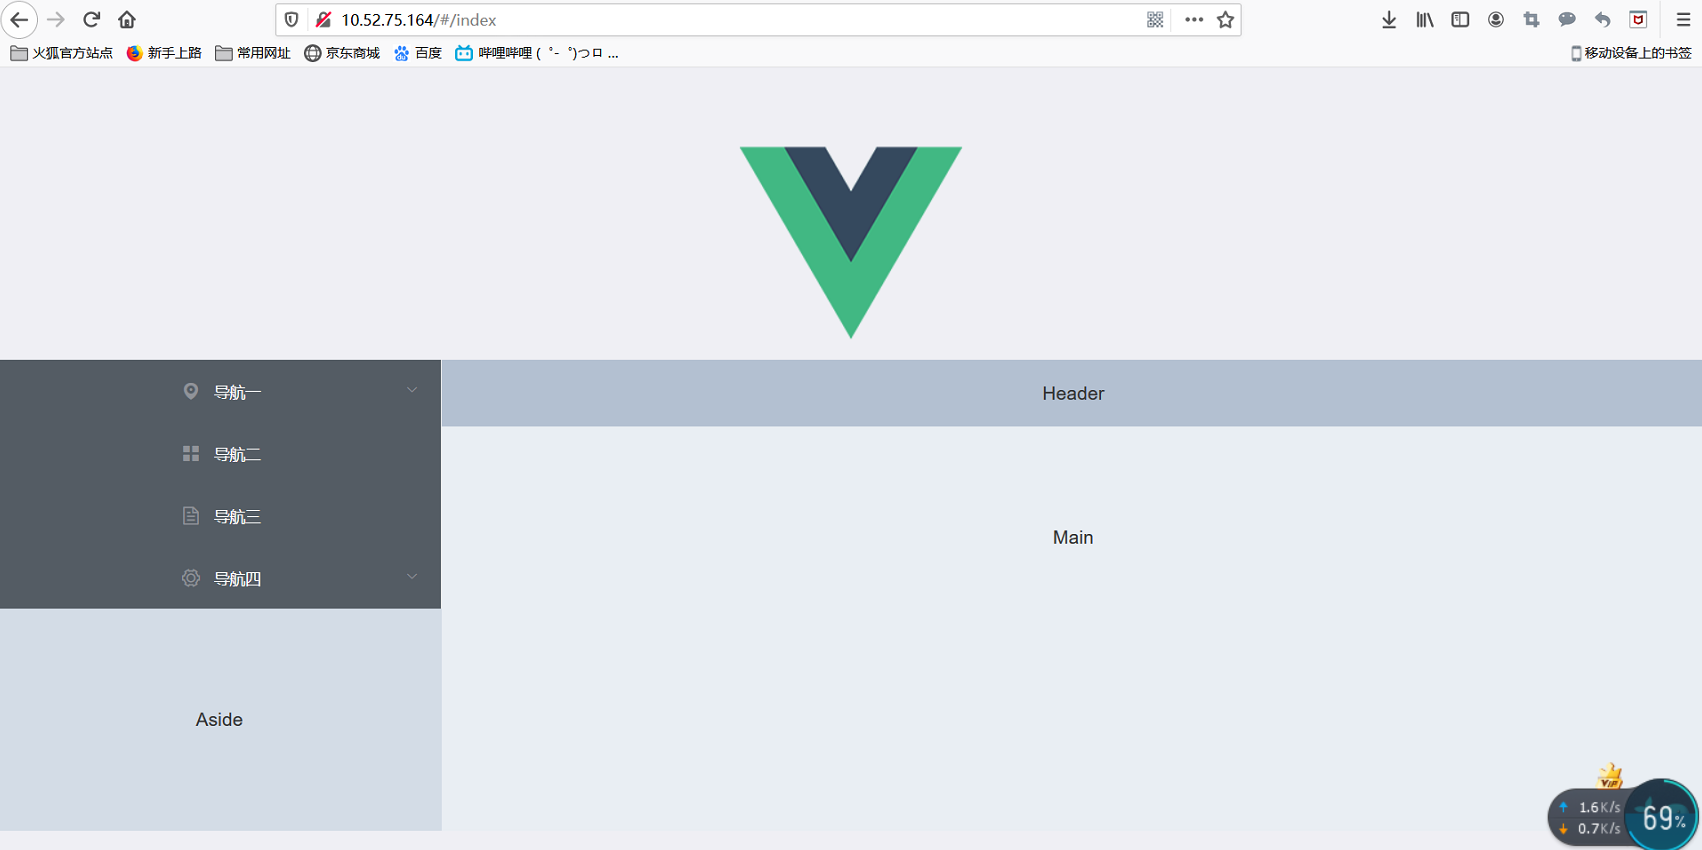 10.52.75.164/#/index
火狐官方站点 新手上路 常用网址 京东商城 百度 哔哩哔哩 ( ゜- ゜)つロ ... 移动设备上的书签
导航一
导航二
导航三
导航四
Aside
Header
Main
VIP
1.6K/s
0.7K/s
69%